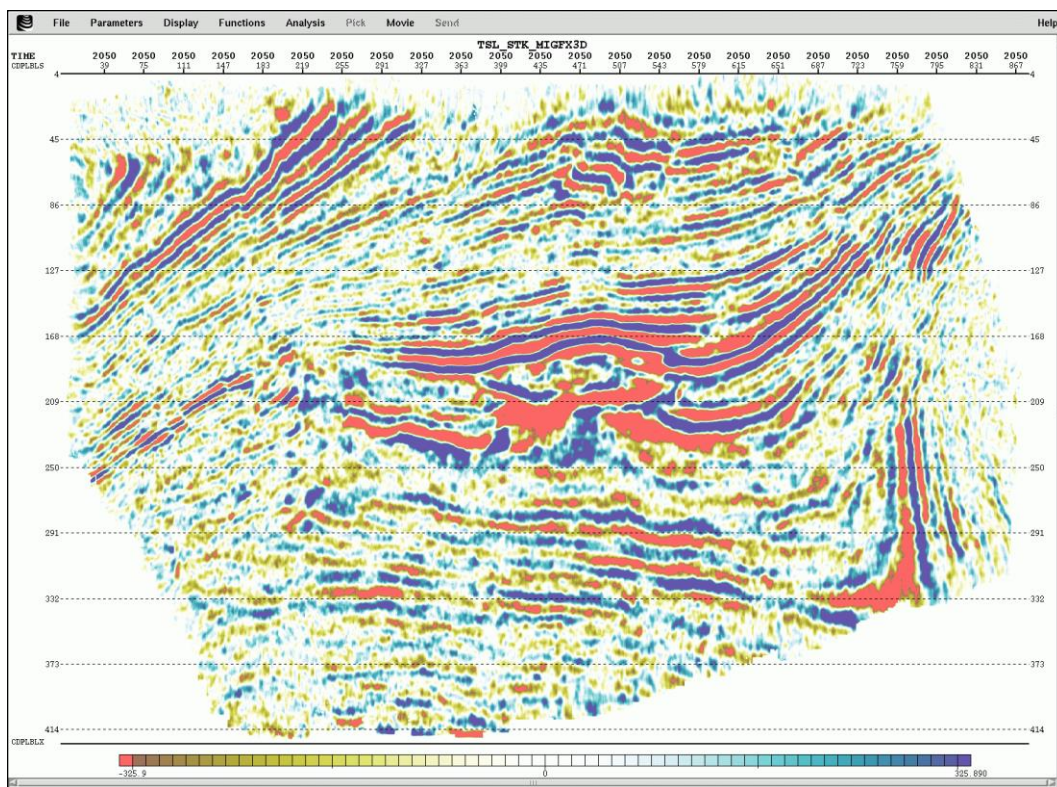 File Parameters Display Functions Analysis Pick Movie Send Help
TSL_STK_MIGFX3D
TIME 2050 2050 2050 2050 2050 2050 2050 2050 2050 2050 2050 2050 2050 2050 2050 2050 2050 2050 2050 2050 2050 2050 2050 2050
CDPLBLS 39 75 111 147 183 219 255 291 327 363 399 435 471 507 543 579 615 651 687 723 759 795 831 867
4 4
45 45
86 86
127 127
168 168
209 209
250 250
291 291
332 332
373 373
414 414
CDPLBLX
-325.9 0 325.890